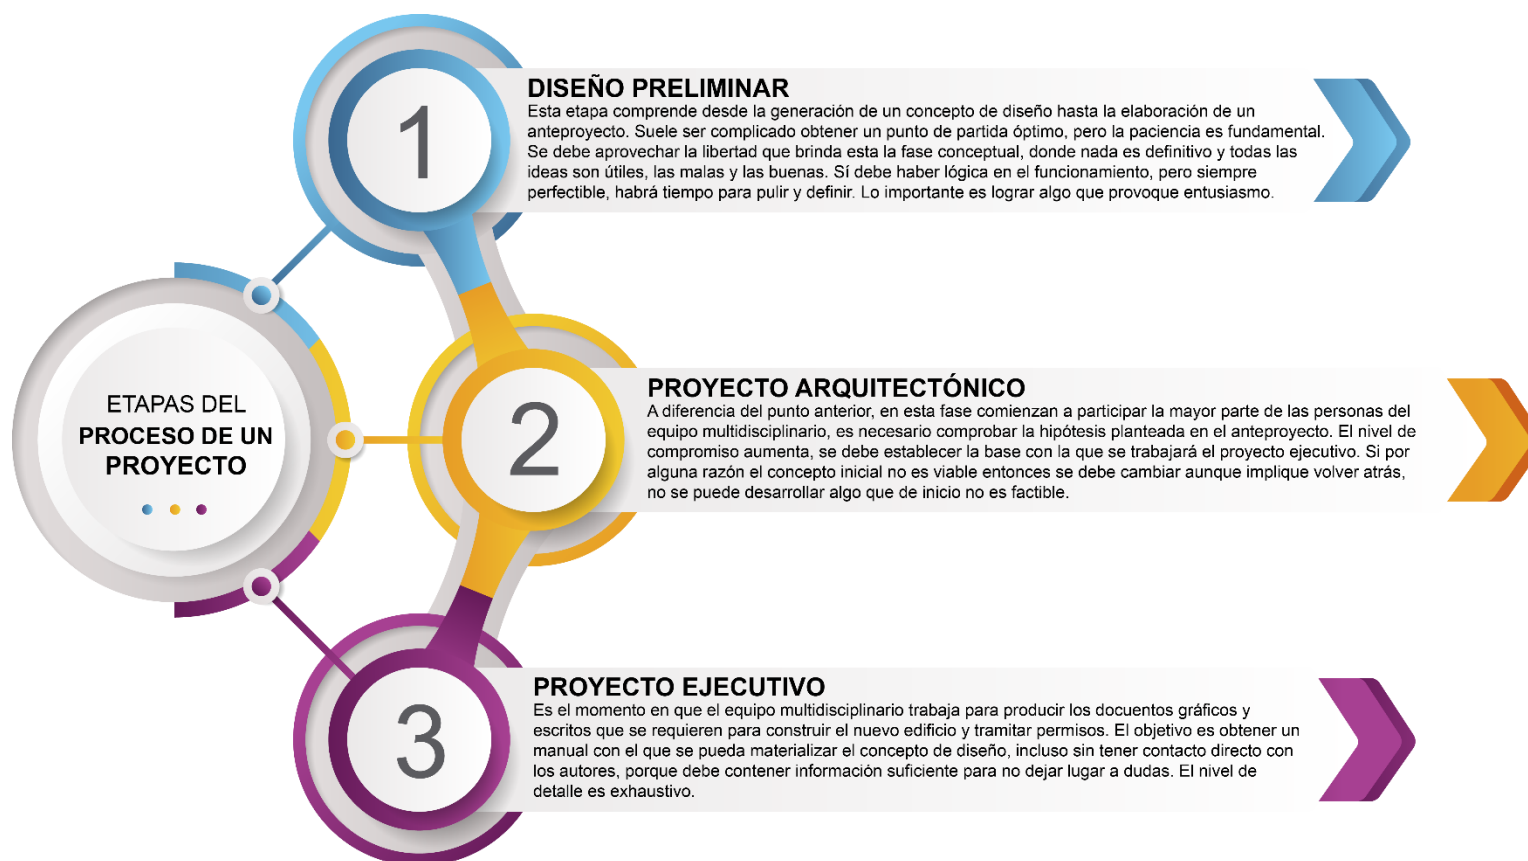 ETAPAS DEL
PROCESO DE UN
PROYECTO
1
DISEÑO PRELIMINAR
Esta etapa comprende desde la generación de un concepto de diseño hasta la elaboración de un
anteproyecto. Suele ser complicado obtener un punto de partida óptimo, pero la paciencia es fundamental.
Se debe aprovechar la libertad que brinda esta la fase conceptual, donde nada es definitivo y todas las
ideas son útiles, las malas y las buenas. Sí debe haber lógica en el funcionamiento, pero siempre
perfectible, habrá tiempo para pulir y definir. Lo importante es lograr algo que provoque entusiasmo.
2
PROYECTO ARQUITECTÓNICO
A diferencia del punto anterior, en esta fase comienzan a participar la mayor parte de las personas del
equipo multidisciplinario, es necesario comprobar la hipótesis planteada en el anteproyecto. El nivel de
compromiso aumenta, se debe establecer la base con la que se trabajará el proyecto ejecutivo. Si por
alguna razón el concepto inicial no es viable entonces se debe cambiar aunque implique volver atrás,
no se puede desarrollar algo que de inicio no es factible.
3
PROYECTO EJECUTIVO
Es el momento en que el equipo multidisciplinario trabaja para producir los docuentos gráficos y
escritos que se requieren para construir el nuevo edificio y tramitar permisos. El objetivo es obtener un
manual con el que se pueda materializar el concepto de diseño, incluso sin tener contacto directo con
los autores, porque debe contener información suficiente para no dejar lugar a dudas. El nivel de
detalle es exhaustivo.